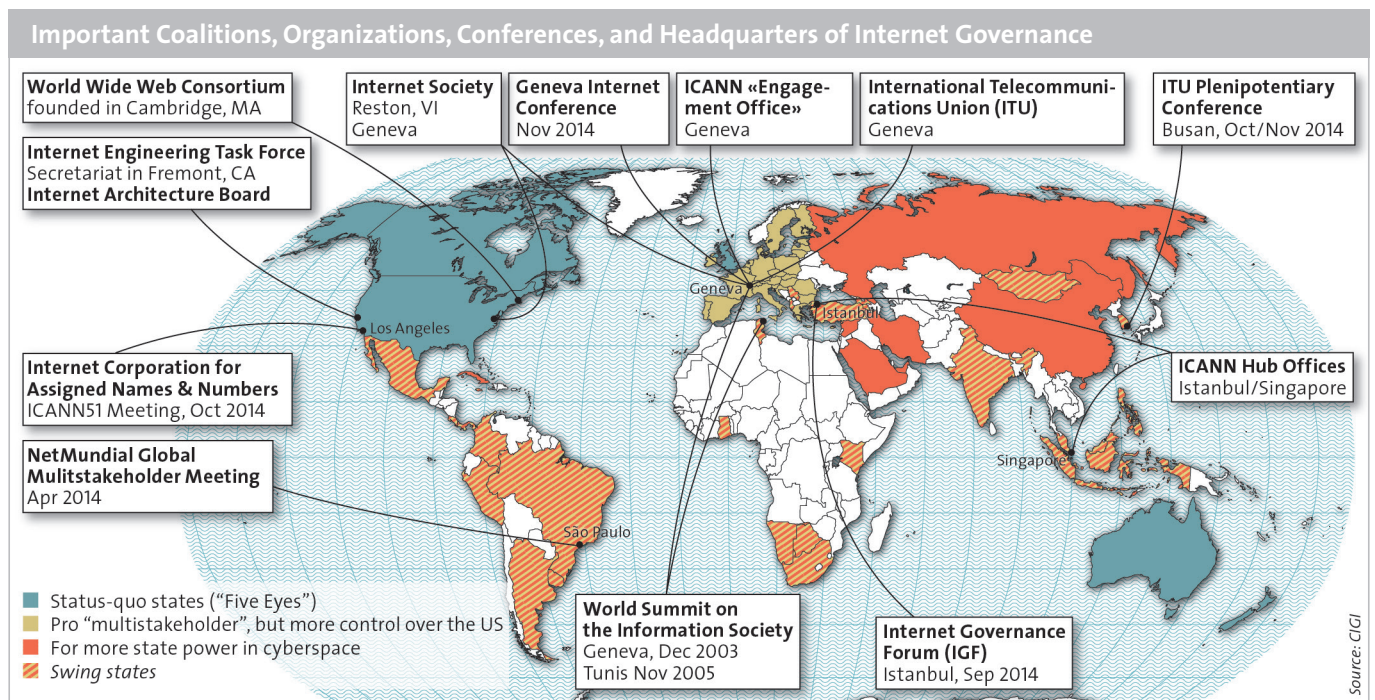 Important Coalitions, Organizations, Conferences, and Headquarters of Internet Governance
World Wide Web Consortium
founded in Cambridge, MA
Internet Society
Reston, VI
Geneva
Geneva Internet
Conference
Nov 2014
ICANN «Engage-
ment Office»
Geneva
International Telecommuni-
cations Union (ITU)
Geneva
ITU Plenipotentiary
Conference
Busan, Oct/Nov 2014
Internet Engineering Task Force
Secretariat in Fremont, CA
Internet Architecture Board
Geneva
Istanbul
Los Angeles
Internet Corporation for
Assigned Names & Numbers
ICANN51 Meeting, Oct 2014
ICANN Hub Offices
Istanbul/Singapore
NetMundial Global
Mulitstakeholder Meeting
Apr 2014
Singapore
São Paulo
Status-quo states ("Five Eyes")
Pro "multistakeholder", but more control over the US
For more state power in cyberspace
Swing states
World Summit on
the Information Society
Geneva, Dec 2003
Tunis Nov 2005
Internet Governance
Forum (IGF)
Istanbul, Sep 2014
Source: CIGI